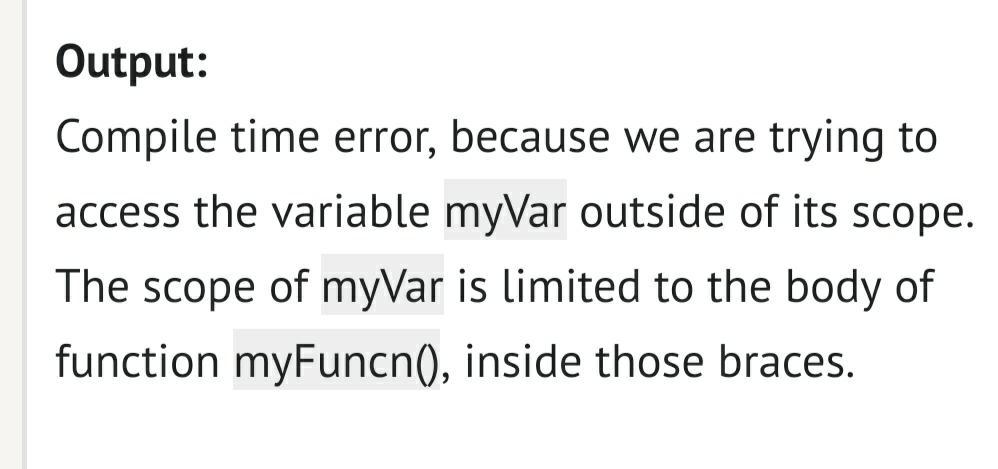 Output:
Compile time error, because we are trying to
access the variable myVar outside of its scope.
The scope of myVar is limited to the body of
function myFuncn(), inside those braces.